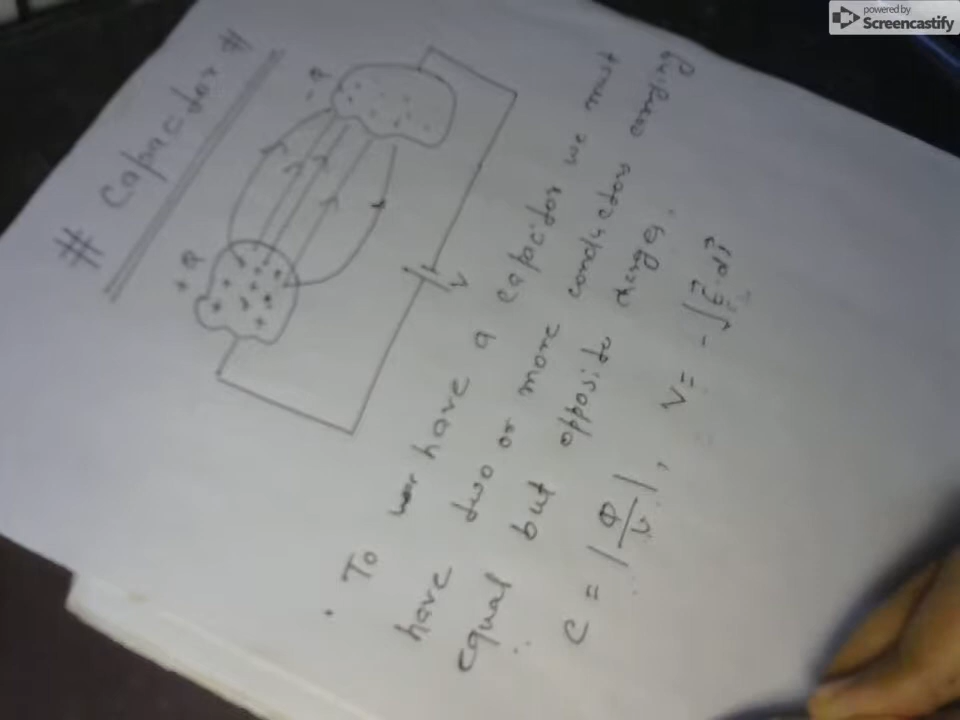 # Capacitor #
+ Q
- Q
V
. To have a capacitor we must
have two or more conductors carrying
equal but opposite charges.
C = | Q/V |, V = - ∫ E⃗ · dl⃗
powered by
Screencastify